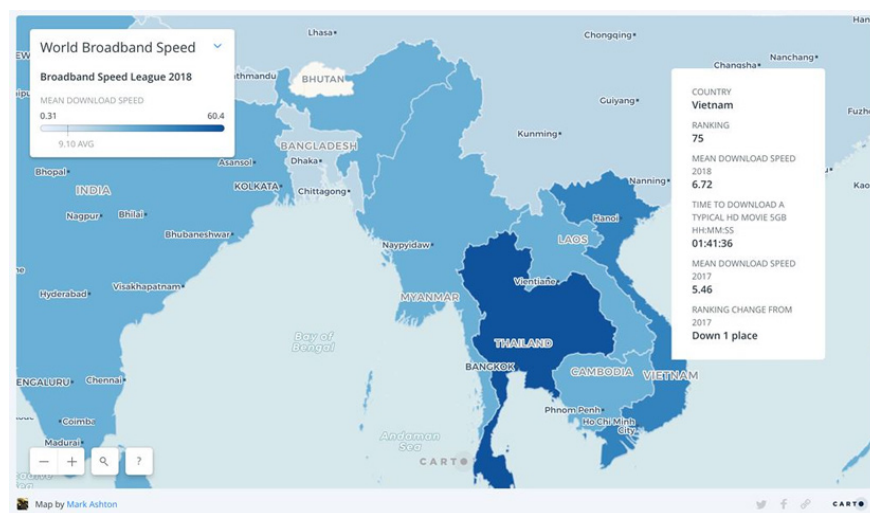 World Broadband Speed
Broadband Speed League 2018
MEAN DOWNLOAD SPEED
0.31 60.4
9.10 AVG
Lhasa
Chongqing
Changsha
Nanchang
BHUTAN
Guiyang
Kunming
BANGLADESH
Asansol
Dhaka
Bhopal
INDIA
KOLKATA
Chittagong
Nanning
Nagpur
Bhilai
Hanoi
Bhubaneswar
Naypyidaw
LAOS
Hyderabad
Visakhapatnam
Vientiane
MYANMAR
Bay of
Bengal
THAILAND
BANGKOK
CAMBODIA
VIETNAM
ENGALURU
Chennai
Phnom Penh
Ho Chi Minh
City
Coimba
Madurai
Andaman
Sea
CARTO
COUNTRY
Vietnam
RANKING
75
MEAN DOWNLOAD SPEED
2018
6.72
TIME TO DOWNLOAD A
TYPICAL HD MOVIE 5GB
HH:MM:SS
01:41:36
MEAN DOWNLOAD SPEED
2017
5.46
RANKING CHANGE FROM
2017
Down 1 place
− + ?
Map by Mark Ashton
CARTO